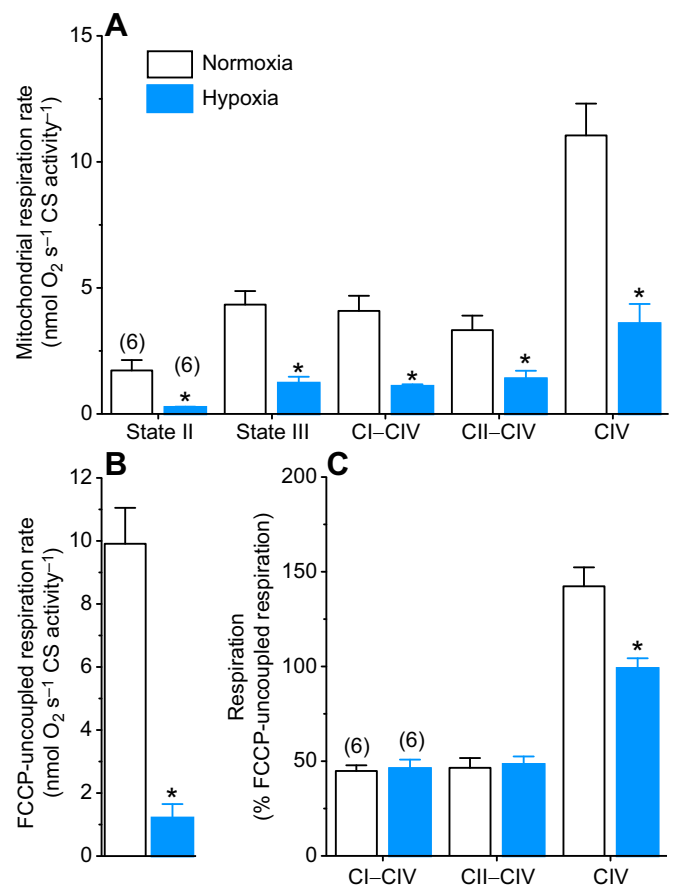 A
Mitochondrial respiration rate
(nmol O₂ s⁻¹ CS activity⁻¹)
15
10
5
0
Normoxia
Hypoxia
(6)
(6)
*
*
*
*
*
State II
State III
CI–CIV
CII–CIV
CIV
B
FCCP-uncoupled respiration rate
(nmol O₂ s⁻¹ CS activity⁻¹)
12
10
8
6
4
2
0
*
C
Respiration
(% FCCP-uncoupled respiration)
200
150
100
50
0
(6)
(6)
*
CI–CIV
CII–CIV
CIV